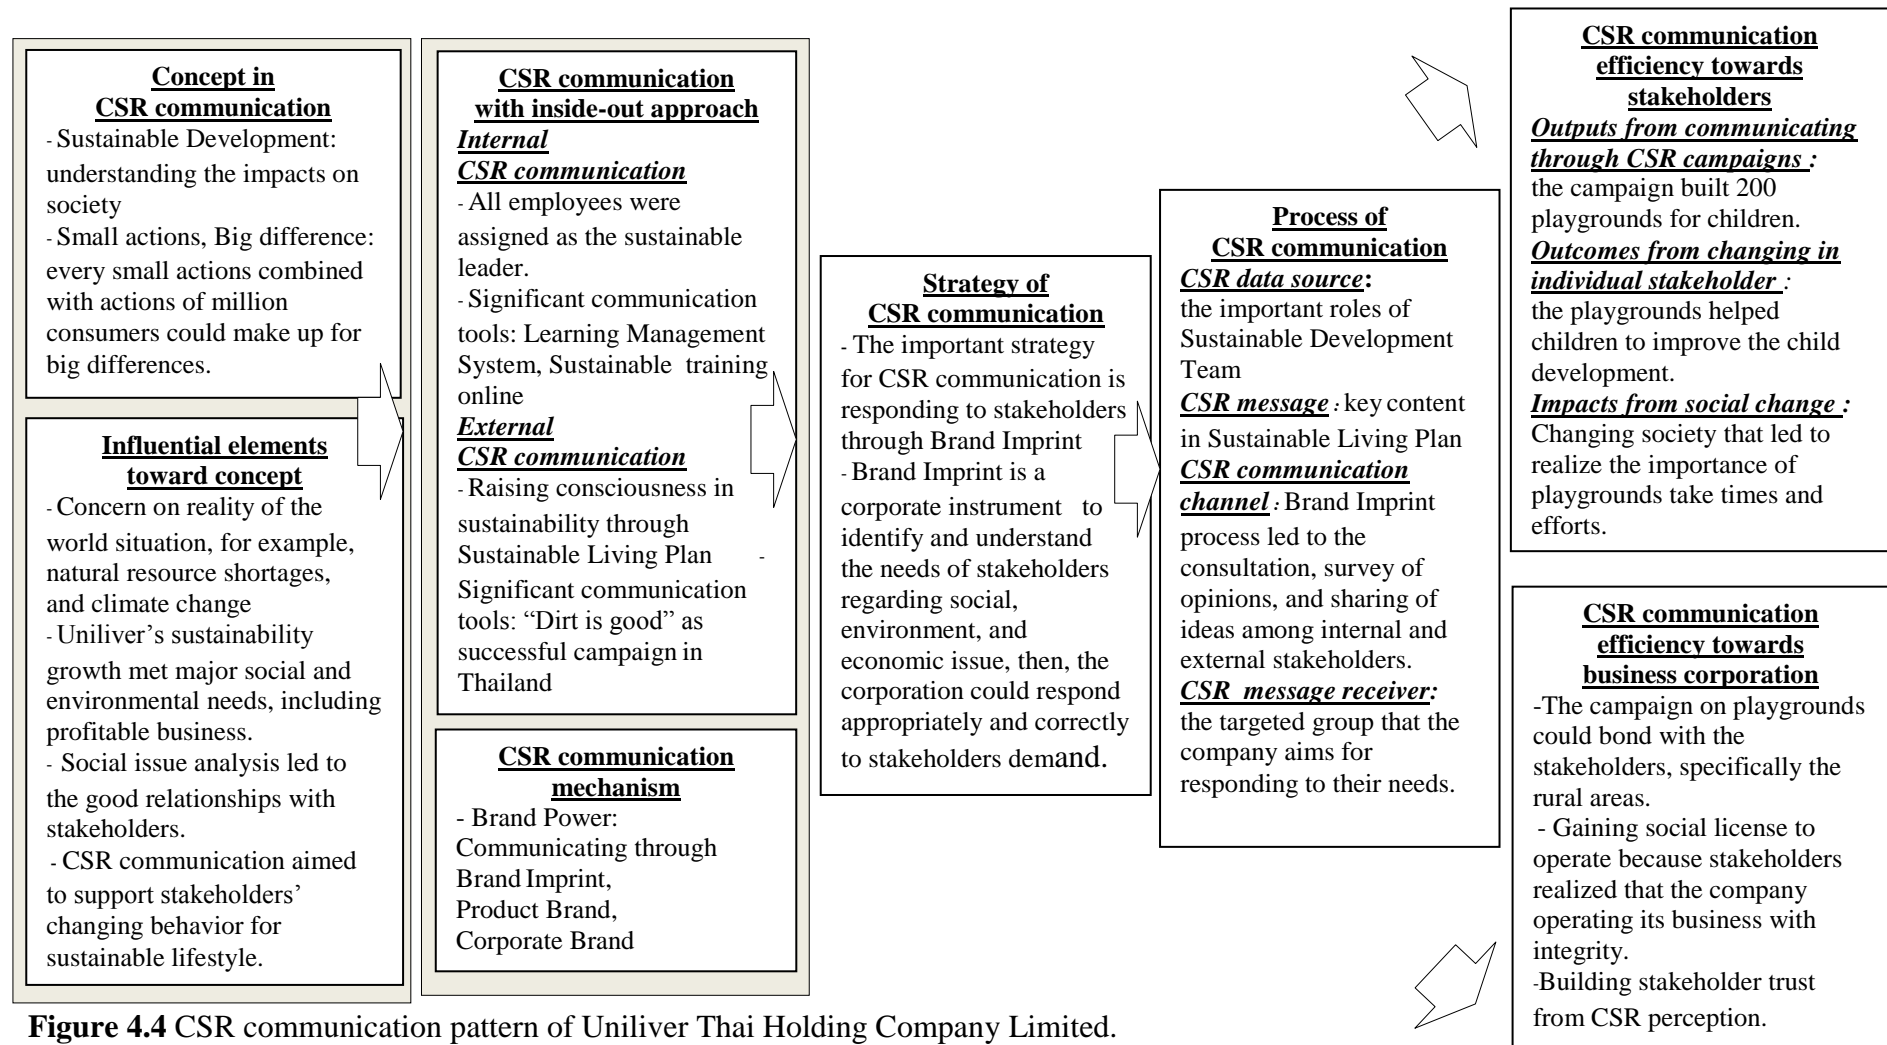 Concept in
CSR communication
- Sustainable Development:
understanding the impacts on
society
- Small actions, Big difference:
every small actions combined
with actions of million
consumers could make up for
big differences.
Influential elements
toward concept
- Concern on reality of the
world situation, for example,
natural resource shortages,
and climate change
- Uniliver’s sustainability
growth met major social and
environmental needs, including
profitable business.
- Social issue analysis led to
the good relationships with
stakeholders.
- CSR communication aimed
to support stakeholders’
changing behavior for
sustainable lifestyle.
CSR communication
with inside-out approach
Internal
CSR communication
- All employees were
assigned as the sustainable
leader.
- Significant communication
tools: Learning Management
System, Sustainable training
online
External
CSR communication
- Raising consciousness in
sustainability through
Sustainable Living Plan -
Significant communication
tools: “Dirt is good” as
successful campaign in
Thailand
CSR communication
mechanism
- Brand Power:
Communicating through
Brand Imprint,
Product Brand,
Corporate Brand
Strategy of
CSR communication
- The important strategy
for CSR communication is
responding to stakeholders
through Brand Imprint
- Brand Imprint is a
corporate instrument to
identify and understand
the needs of stakeholders
regarding social,
environment, and
economic issue, then, the
corporation could respond
appropriately and correctly
to stakeholders demand.
Process of
CSR communication
CSR data source:
the important roles of
Sustainable Development
Team
CSR message : key content
in Sustainable Living Plan
CSR communication
channel : Brand Imprint
process led to the
consultation, survey of
opinions, and sharing of
ideas among internal and
external stakeholders.
CSR message receiver:
the targeted group that the
company aims for
responding to their needs.
CSR communication
efficiency towards
stakeholders
Outputs from communicating
through CSR campaigns :
the campaign built 200
playgrounds for children.
Outcomes from changing in
individual stakeholder :
the playgrounds helped
children to improve the child
development.
Impacts from social change :
Changing society that led to
realize the importance of
playgrounds take times and
efforts.
CSR communication
efficiency towards
business corporation
-The campaign on playgrounds
could bond with the
stakeholders, specifically the
rural areas.
- Gaining social license to
operate because stakeholders
realized that the company
operating its business with
integrity.
-Building stakeholder trust
from CSR perception.
Figure 4.4 CSR communication pattern of Uniliver Thai Holding Company Limited.